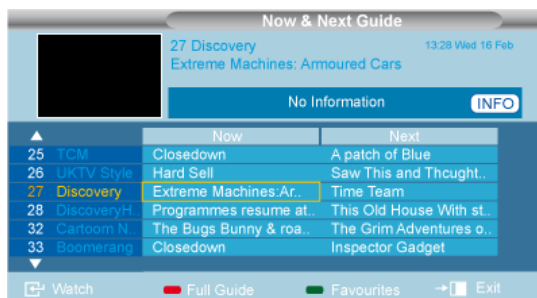 Now & Next Guide
27 Discovery 13:28 Wed 16 Feb
Extreme Machines: Armoured Cars
No Information INFO
Now Next
25 TCM Closedown A patch of Blue
26 UKTV Style Hard Sell Saw This and Thcught..
27 Discovery Extreme Machines:Ar.. Time Team
28 DiscoveryH.. Programmes resume at.. This Old House With st..
32 Cartoom N.. The Bugs Bunny & roa.. The Grim Adventures o..
33 Boomerang Closedown Inspector Gadget
Watch Full Guide Favourites Exit